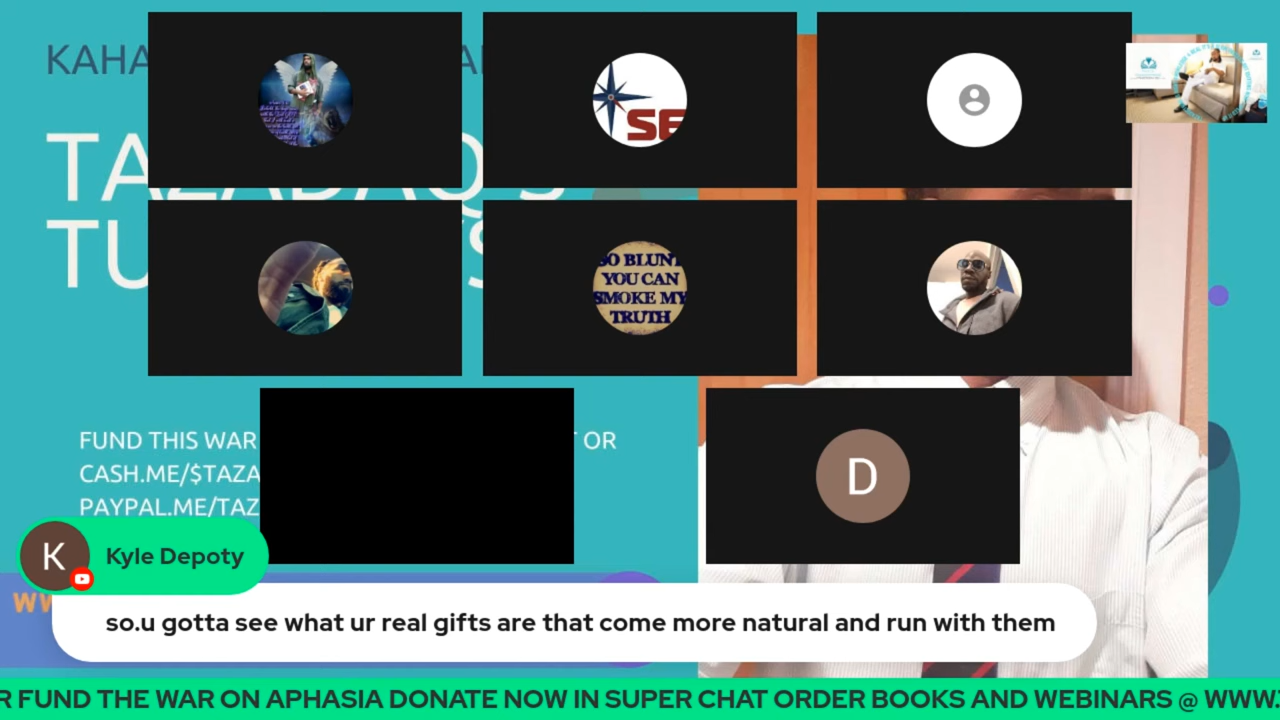 KAHA
TAZADAQ'S
TU
SE
SO BLUNT
YOU CAN
SMOKE MY
TRUTH
FUND THIS WAR
OR
CASH.ME/$TAZA
PAYPAL.ME/TAZ
D
K
Kyle Depoty
WW
so.u gotta see what ur real gifts are that come more natural and run with them
R FUND THE WAR ON APHASIA DONATE NOW IN SUPER CHAT ORDER BOOKS AND WEBINARS @ WWW.